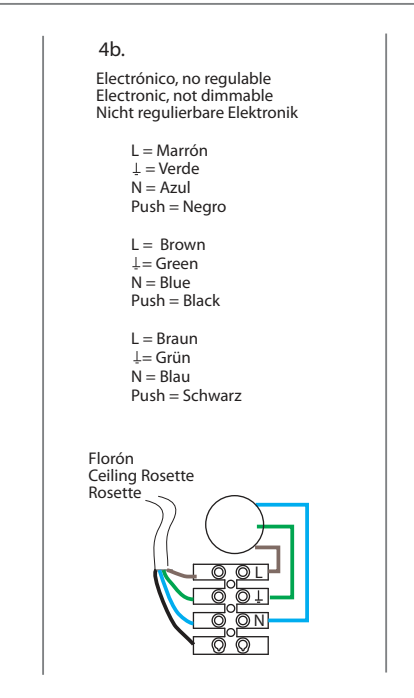 4b.
Electrónico, no regulable
Electronic, not dimmable
Nicht regulierbare Elektronik
L = Marrón
⏚ = Verde
N = Azul
Push = Negro
L = Brown
⏚ = Green
N = Blue
Push = Black
L = Braun
⏚ = Grün
N = Blau
Push = Schwarz
Florón
Ceiling Rosette
Rosette
L
⏚
N